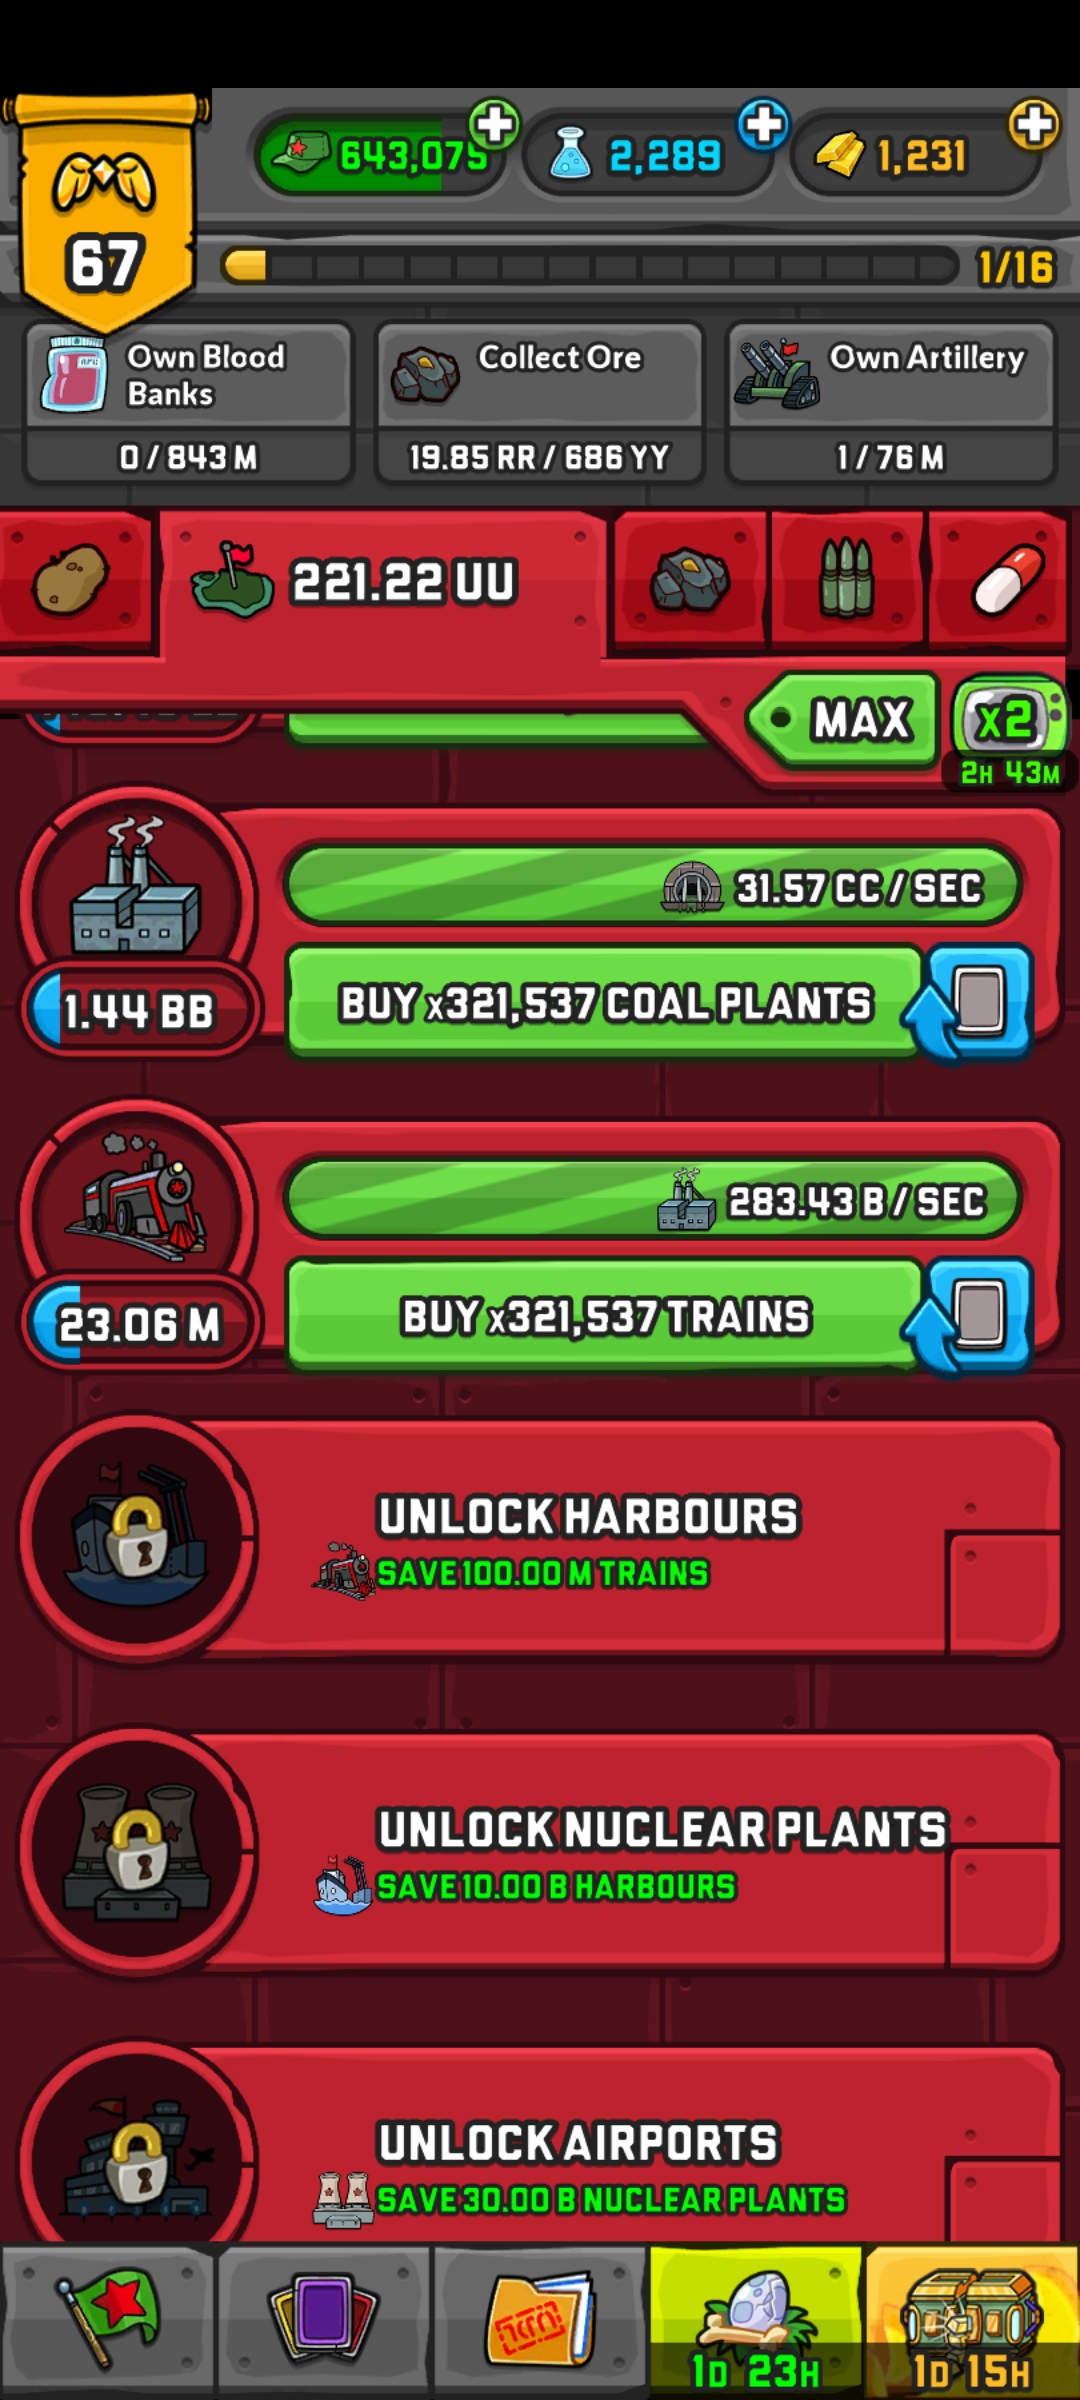 643,075
2,289
1,231
67
1/16
Own Blood
Banks
0 / 843 M
Collect Ore
19.85 RR / 686 YY
Own Artillery
1 / 76 M
221.22 UU
MAX
x2
2H 43M
31.57 CC / SEC
1.44 BB
BUY x321,537 COAL PLANTS
283.43 B / SEC
23.06 M
BUY x321,537 TRAINS
UNLOCK HARBOURS
SAVE 100.00 M TRAINS
UNLOCK NUCLEAR PLANTS
SAVE 10.00 B HARBOURS
UNLOCK AIRPORTS
SAVE 30.00 B NUCLEAR PLANTS
1D 23H
1D 15H